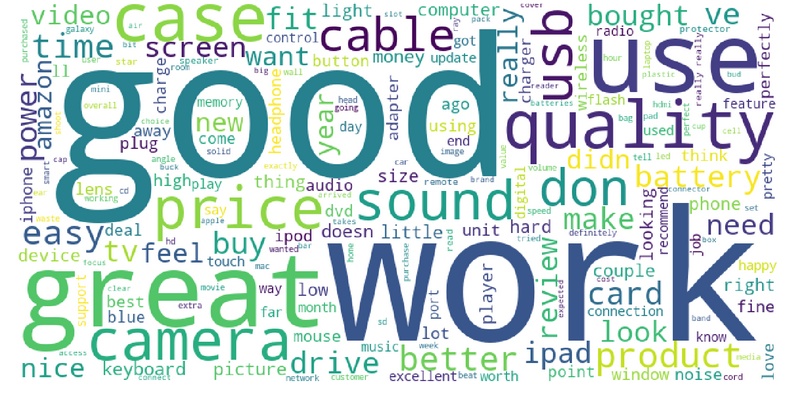 purchased air slot pack cover
video case fit light computer bought ve
galaxy control cable got ray radio protector
time screen want button money update really usb use perfectly
bit user star room speaker big wall
ll charge headphone adapter charger wireless hour laptop really really
amazon mini good batteries plastic bud
power overall memory head going ago reader flash hdmi feature
choice new year day using quality perfect pad
shoot away come solid end image bag used cup cell
plug car value didn tell led think pretty
smart cap angle buck exactly size remote brand
iphone lens cd high play thing audio digital volume don battery
ear working arrived sound speed looking connector phone set
waste price say dvd make recommend
easy deal apple takes doesn little unit hard tried definitely need
tv feel buy ipod wanted bar read job box
device hd touch home purchase review couple happy
focus mac player expected cast
great support clear movie way low port work card right
best extra month sd connection fine
blue far mouse lot look band know
camera music week better ipad product media love
access drive
nice keyboard picture excellent beat worth point window noise cord
connect network customer